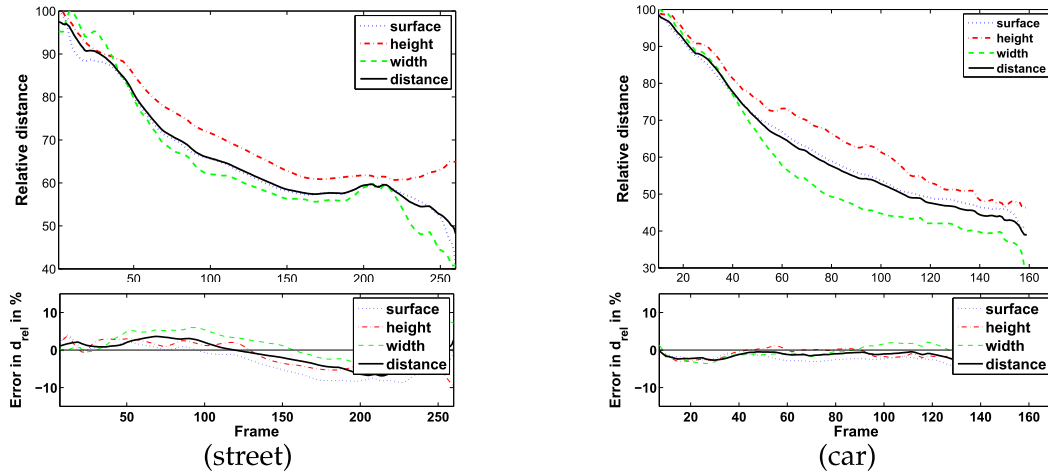 100
90
80
70
60
50
40
Relative distance
surface
height
width
distance
50
100
150
200
250
10
0
−10
Error in d_rel in %
surface
height
width
distance
50
100
150
200
250
Frame
(street)
100
90
80
70
60
50
40
30
Relative distance
surface
height
width
distance
20
40
60
80
100
120
140
160
10
0
−10
Error in d_rel in %
surface
height
width
distance
20
40
60
80
100
120
140
160
Frame
(car)